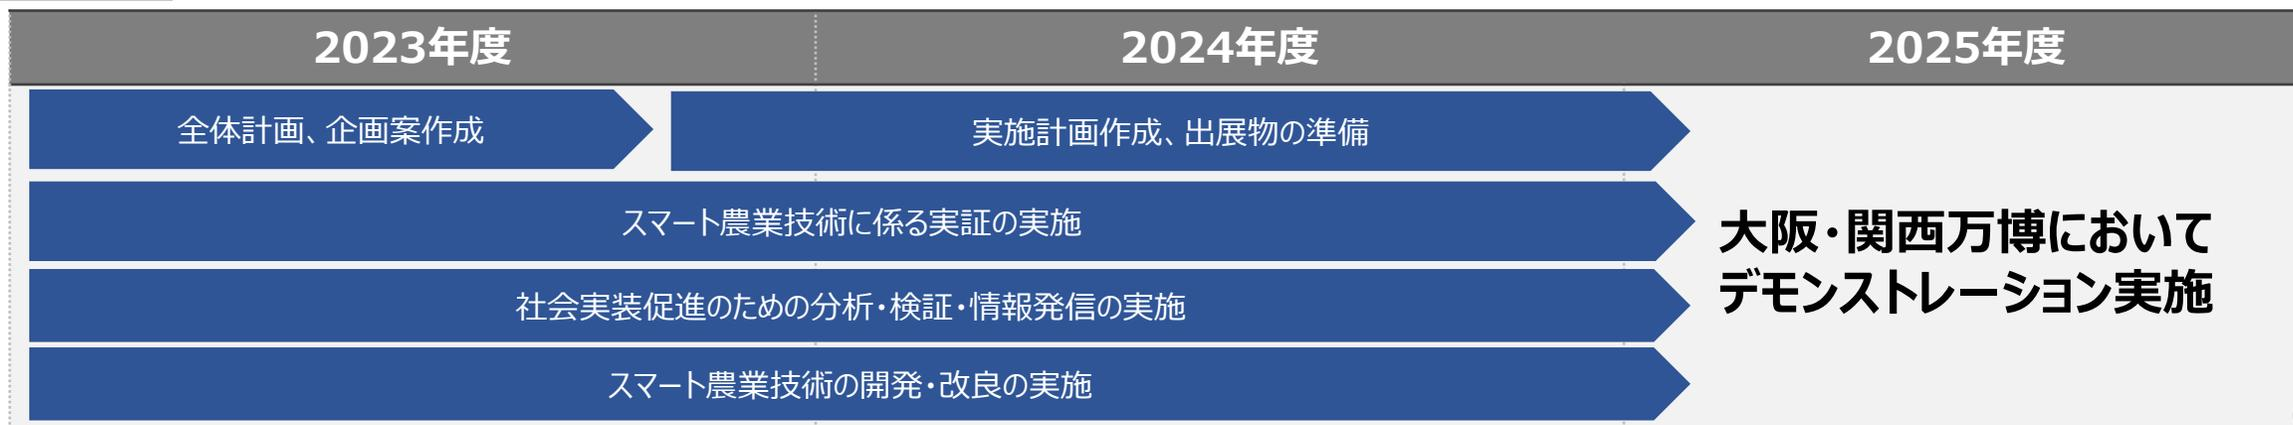 2023年度
2024年度
2025年度
全体計画、企画案作成
実施計画作成、出展物の準備
スマート農業技術に係る実証の実施
社会実装促進のための分析・検証・情報発信の実施
スマート農業技術の開発・改良の実施
大阪・関西万博において
デモンストレーション実施